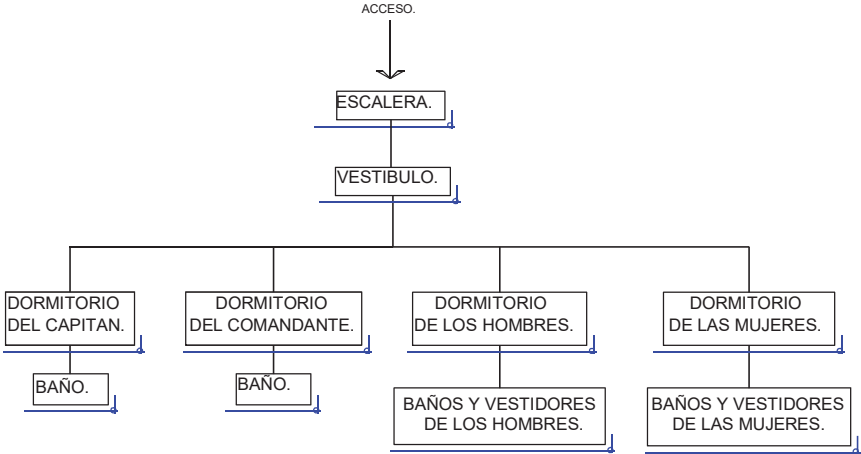 ACCESO.
ESCALERA.
VESTIBULO.
DORMITORIO
DEL CAPITAN.
DORMITORIO
DEL COMANDANTE.
DORMITORIO
DE LOS HOMBRES.
DORMITORIO
DE LAS MUJERES.
BAÑO.
BAÑO.
BAÑOS Y VESTIDORES
DE LOS HOMBRES.
BAÑOS Y VESTIDORES
DE LAS MUJERES.